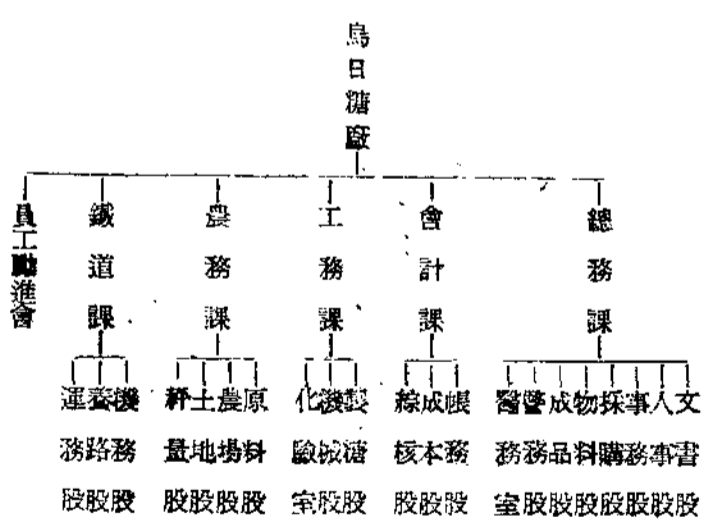 烏日糖廠
總務課
會計課
工務課
農務課
鐵道課
員工勵進會
文書股
人事股
事務股
採購股
物料股
成品股
警務股
醫務室
帳務股
成本股
綜核股
製糖股
機械股
化驗室
原料股
農場股
土地股
秤量股
機務股
養路股
運務股